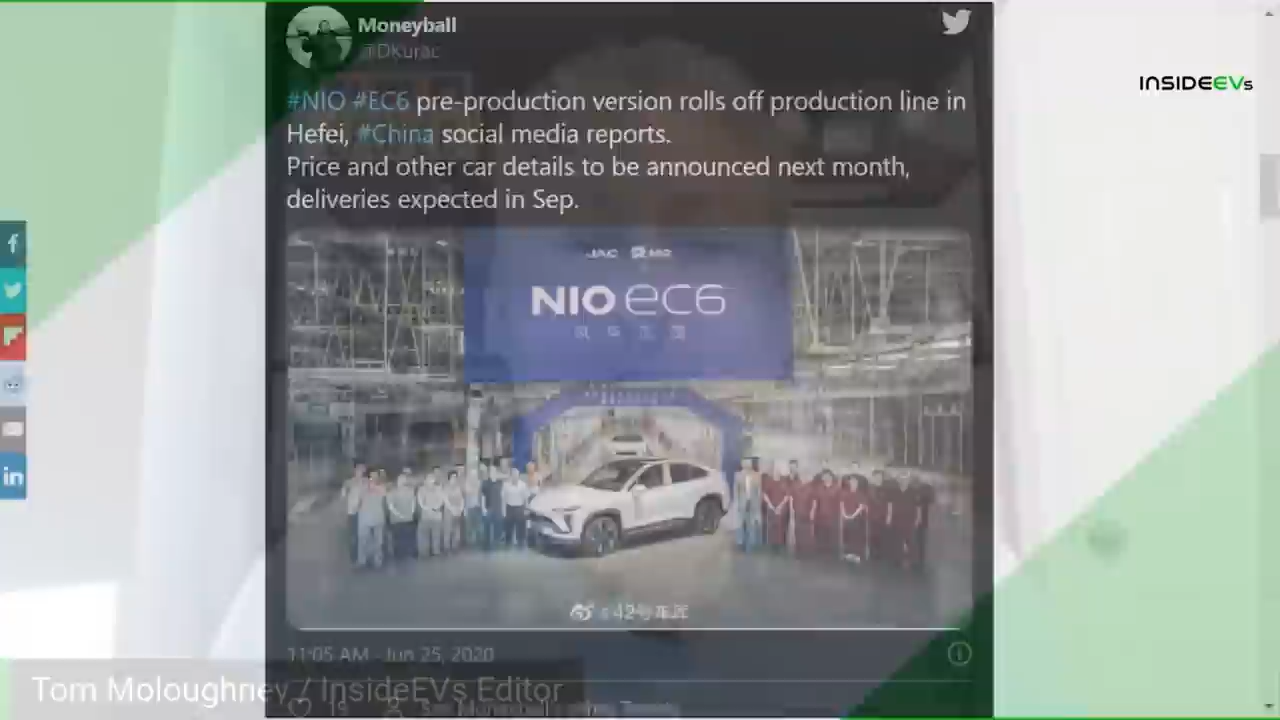 Moneyball
@DKurac
INSIDEEVs
#NIO #EC6 pre-production version rolls off production line in
Hefei, #China social media reports.
Price and other car details to be announced next month,
deliveries expected in Sep.
JAC
NIO EC6
11:05 AM - Jun 25, 2020
Tom Moloughney / InsideEVs Editor